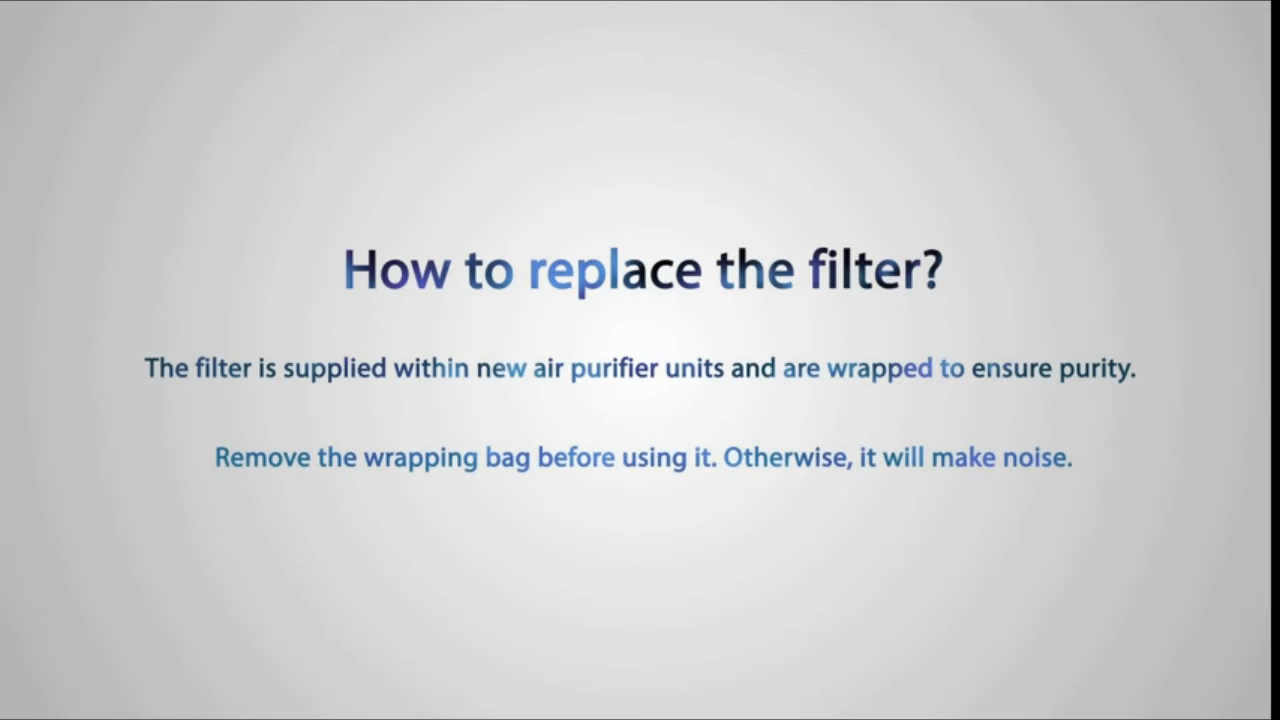 How to replace the filter?
The filter is supplied within new air purifier units and are wrapped to ensure purity.
Remove the wrapping bag before using it. Otherwise, it will make noise.